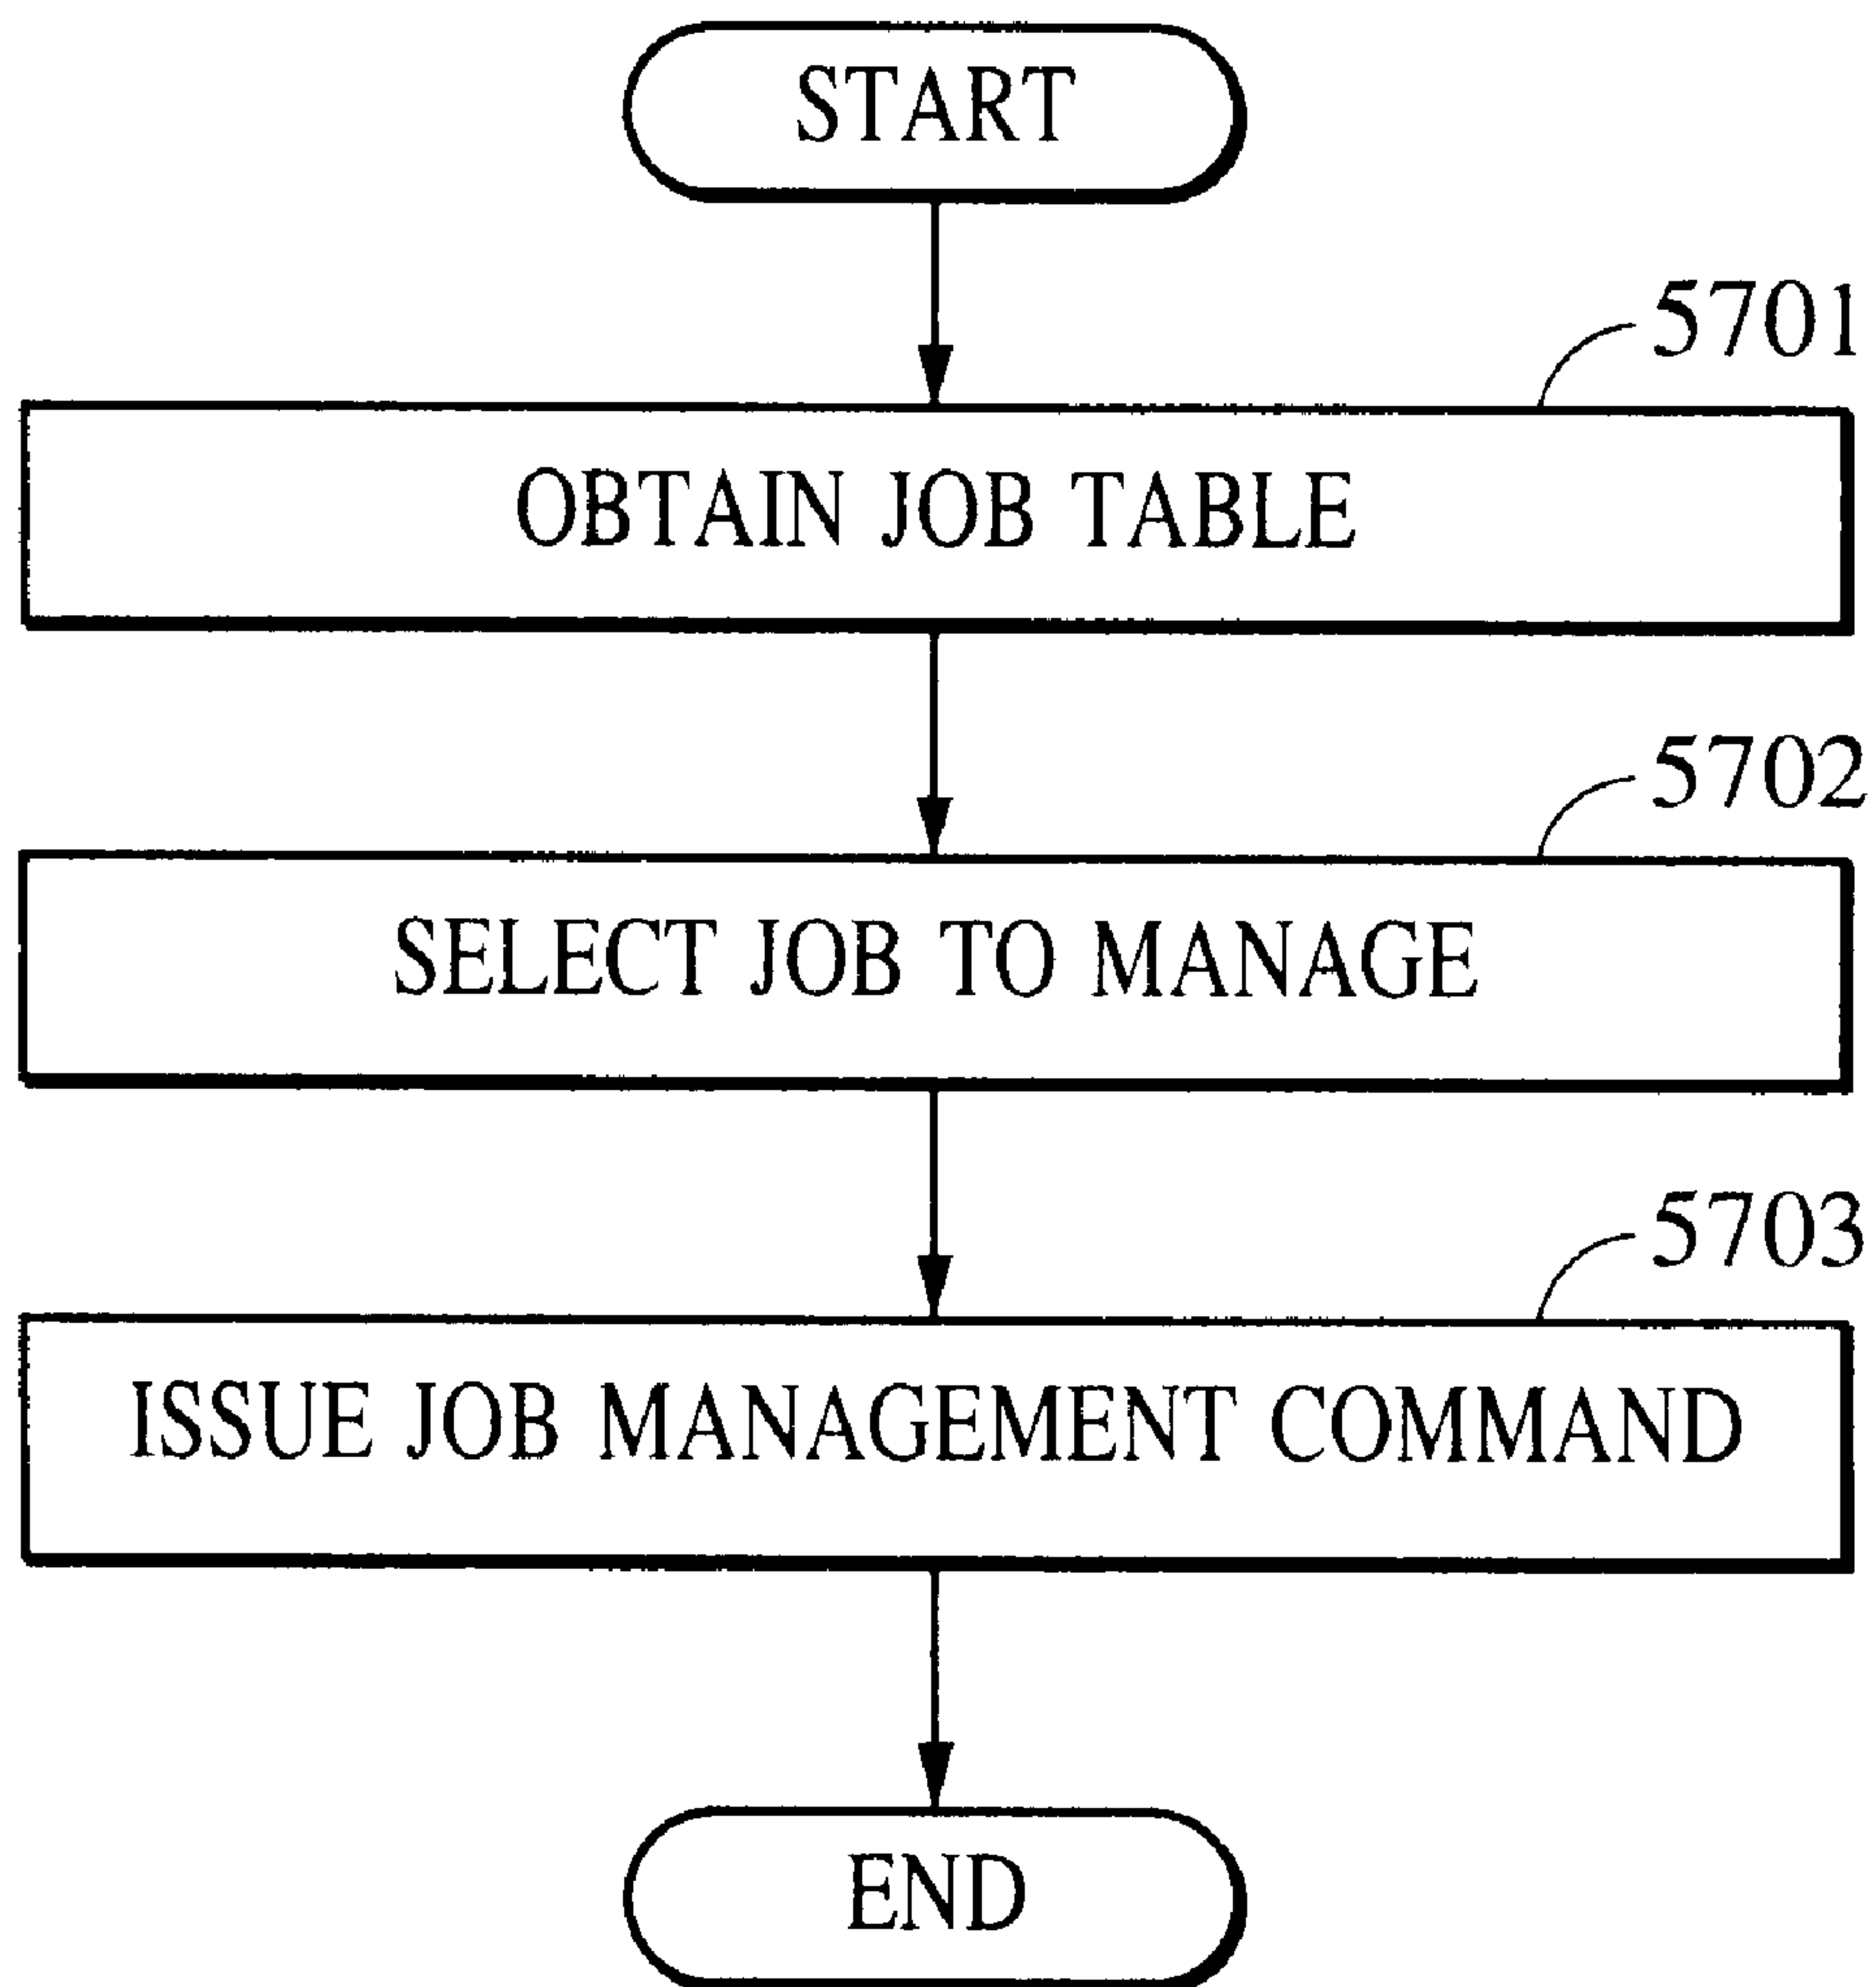 START
5701
OBTAIN JOB TABLE
5702
SELECT JOB TO MANAGE
5703
ISSUE JOB MANAGEMENT COMMAND
END